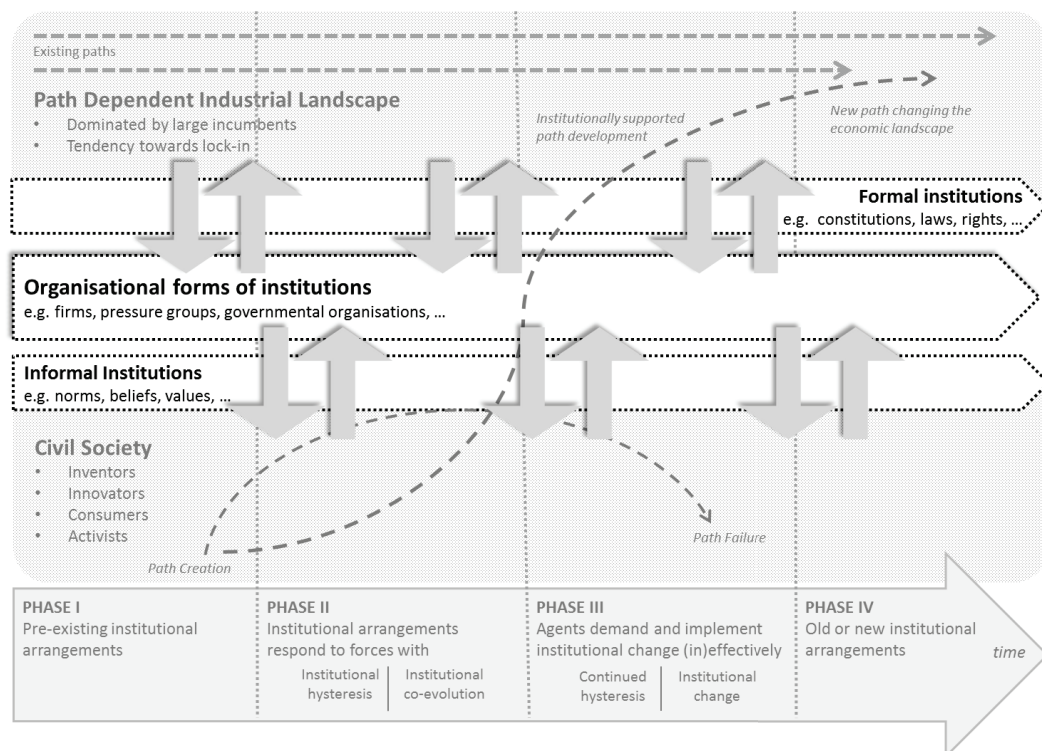 Existing paths
Path Dependent Industrial Landscape
• Dominated by large incumbents
• Tendency towards lock-in
Institutionally supported
path development
New path changing the
economic landscape
Formal institutions
e.g. constitutions, laws, rights, ...
Organisational forms of institutions
e.g. firms, pressure groups, governmental organisations, ...
Informal Institutions
e.g. norms, beliefs, values, ...
Civil Society
• Inventors
• Innovators
• Consumers
• Activists
Path Creation
Path Failure
PHASE I
Pre-existing institutional
arrangements
PHASE II
Institutional arrangements
respond to forces with
Institutional
hysteresis
Institutional
co-evolution
PHASE III
Agents demand and implement
institutional change (in)effectively
Continued
hysteresis
Institutional
change
PHASE IV
Old or new institutional
arrangements
time